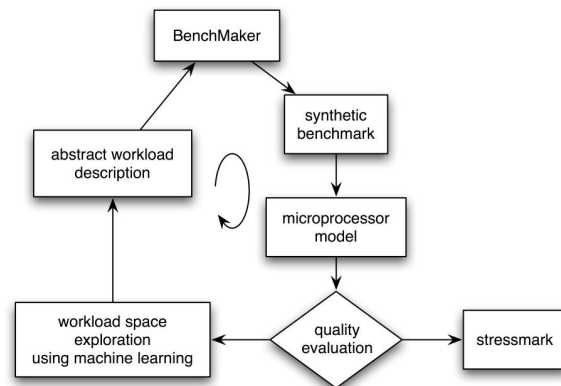 BenchMaker
synthetic
benchmark
abstract workload
description
microprocessor
model
workload space
exploration
using machine learning
quality
evaluation
stressmark